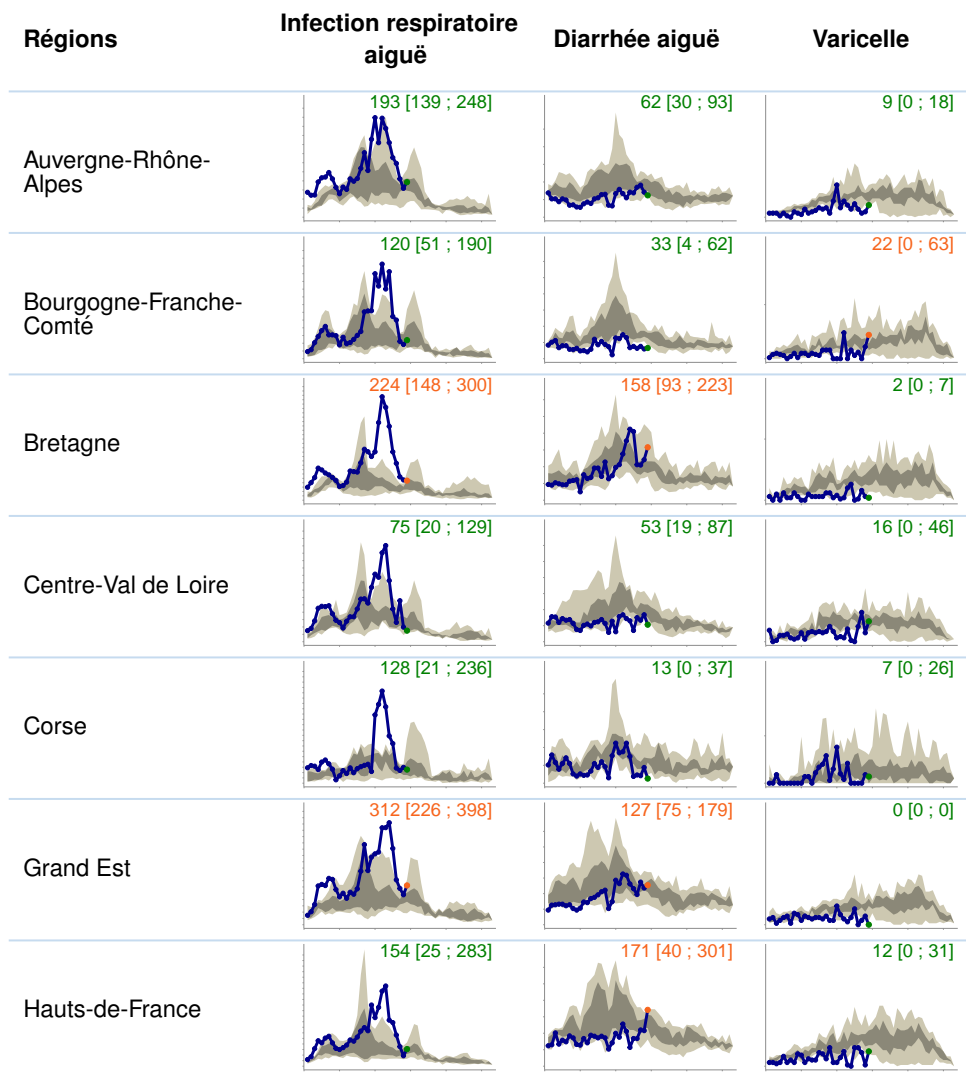 Régions
Infection respiratoire
aiguë
Diarrhée aiguë
Varicelle
193 [139 ; 248]
62 [30 ; 93]
9 [0 ; 18]
Auvergne-Rhône-
Alpes
120 [51 ; 190]
33 [4 ; 62]
22 [0 ; 63]
Bourgogne-Franche-
Comté
224 [148 ; 300]
158 [93 ; 223]
2 [0 ; 7]
Bretagne
75 [20 ; 129]
53 [19 ; 87]
16 [0 ; 46]
Centre-Val de Loire
128 [21 ; 236]
13 [0 ; 37]
7 [0 ; 26]
Corse
312 [226 ; 398]
127 [75 ; 179]
0 [0 ; 0]
Grand Est
154 [25 ; 283]
171 [40 ; 301]
12 [0 ; 31]
Hauts-de-France